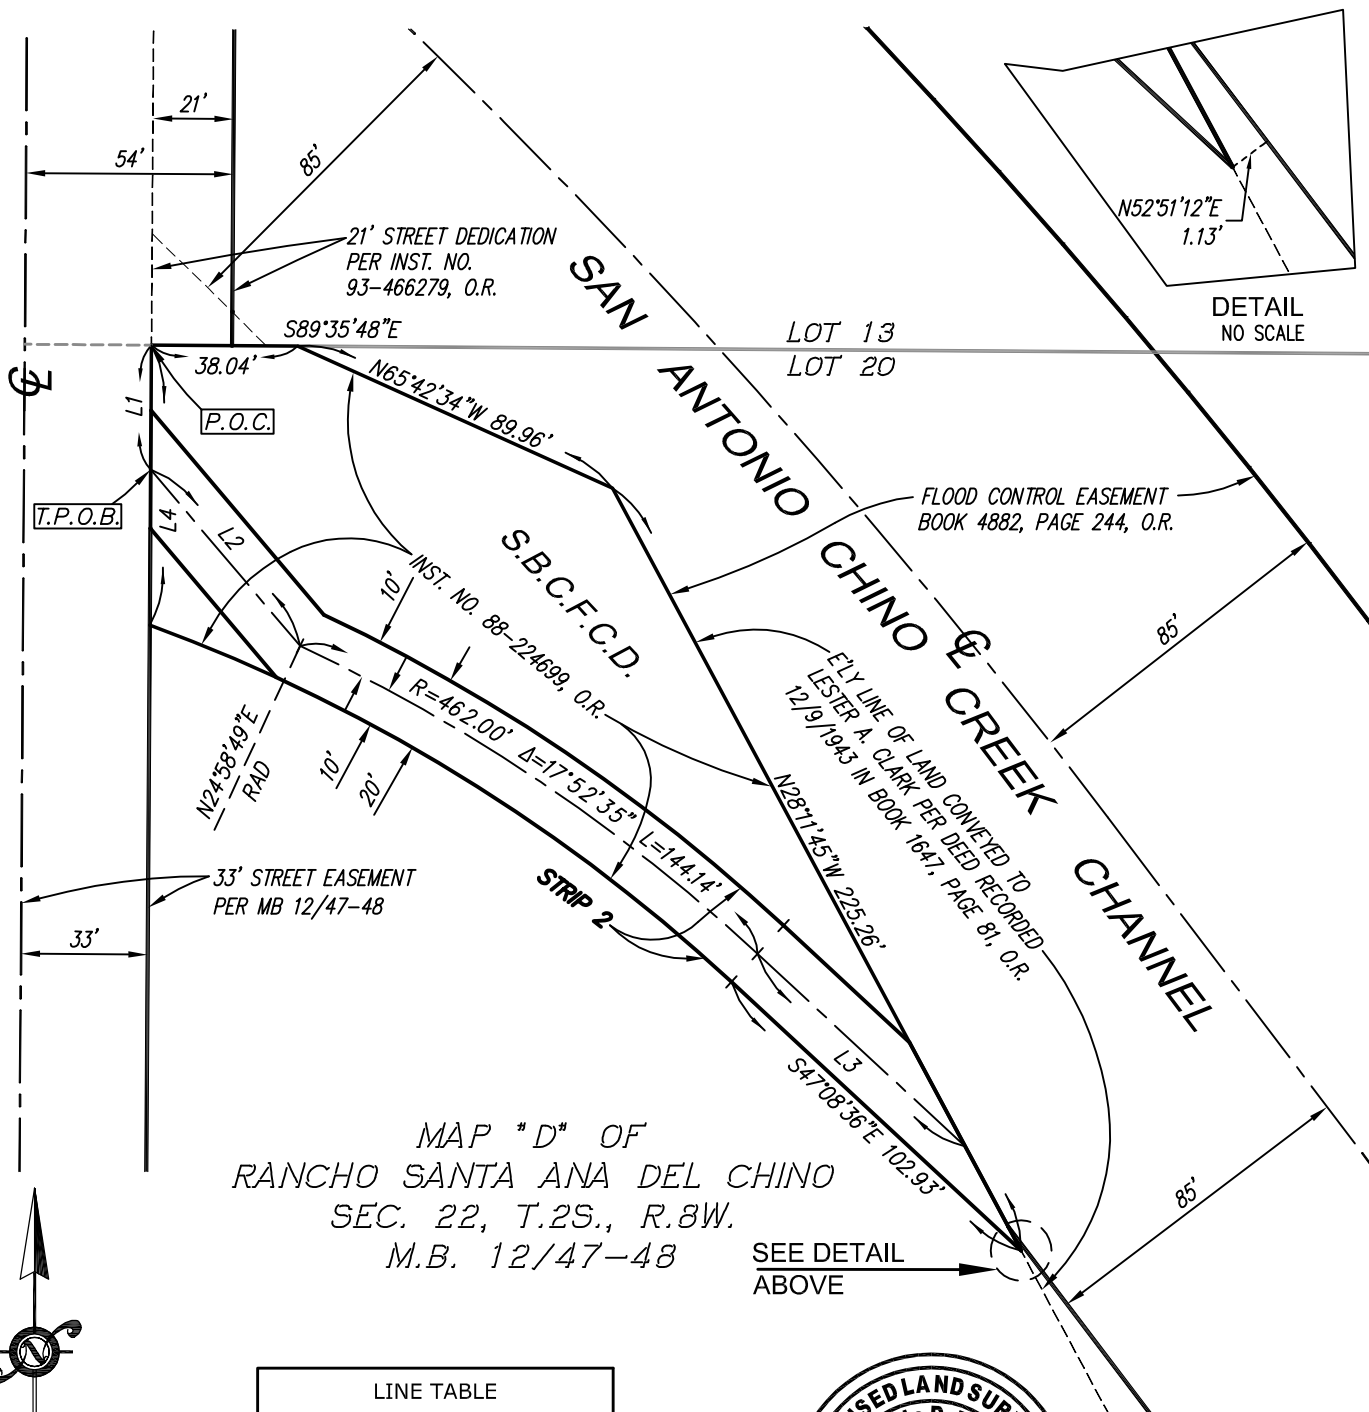 21'
54'
85'
21' STREET DEDICATION
PER INST. NO.
93-466279, O.R.
N52°51'12"E
1.13'
DETAIL
NO SCALE
S89°35'48"E
38.04'
N65°42'34"W 89.96'
LOT 13
LOT 20
℄
L1
P.O.C.
T.P.O.B.
L4
L2
SAN ANTONIO CHINO CREEK CHANNEL
℄
FLOOD CONTROL EASEMENT
BOOK 4882, PAGE 244, O.R.
S.B.C.F.C.D.
INST. NO. 88-224699, O.R.
10'
85'
R=462.00' Δ=17°52'35" L=144.14'
E'LY LINE OF LAND CONVEYED TO
LESTER A. CLARK PER DEED RECORDED
12/9/1943 IN BOOK 1647, PAGE 81, O.R.
N28°11'45"W 225.26'
N24°58'49"E
RAD
10'
20'
33' STREET EASEMENT
PER MB 12/47-48
33'
STRIP 2
L3
S47°08'36"E 102.93'
MAP "D" OF
RANCHO SANTA ANA DEL CHINO
SEC. 22, T.2S., R.8W.
M.B. 12/47-48
SEE DETAIL
ABOVE
85'
N
LINE TABLE
SED LAND SUR